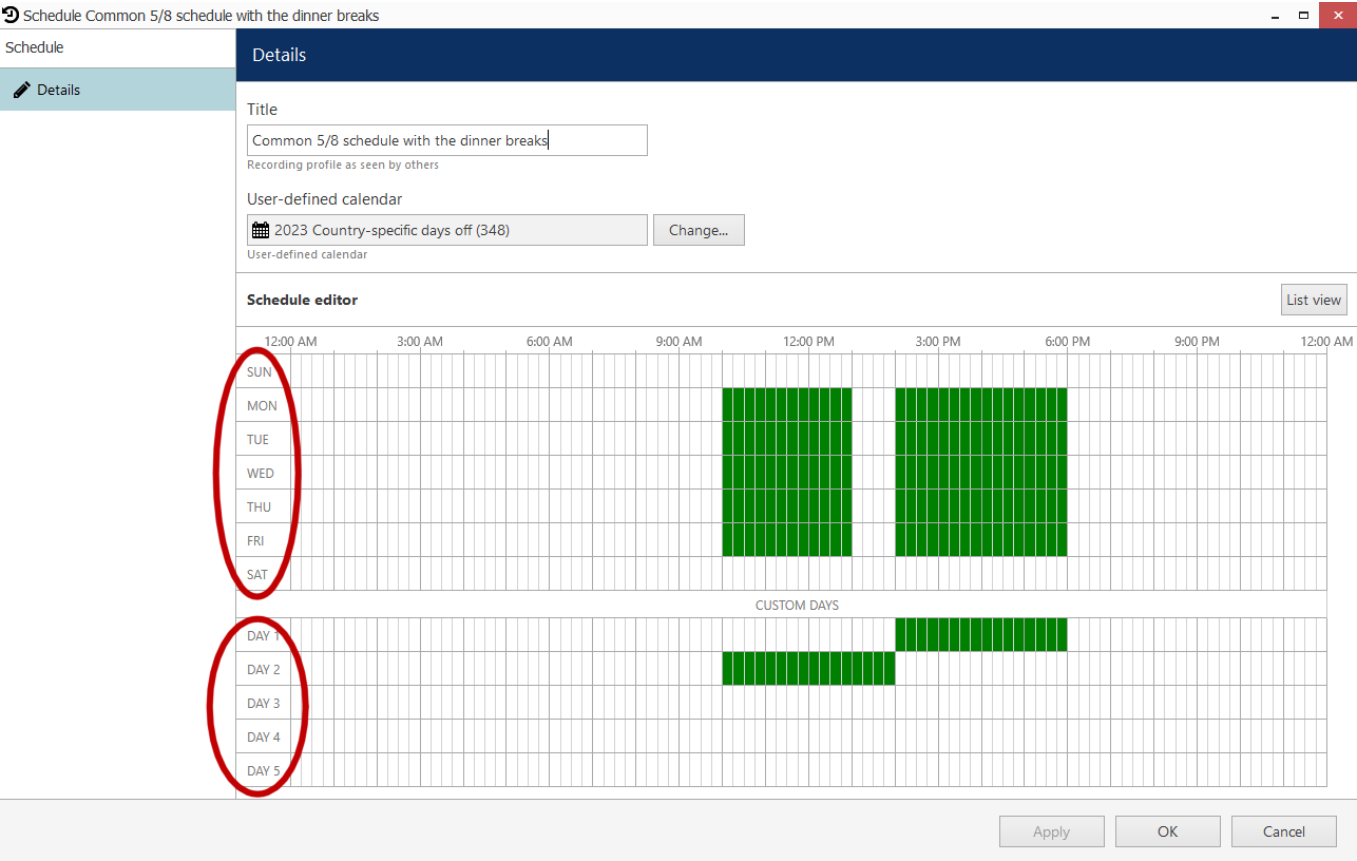 Schedule Common 5/8 schedule with the dinner breaks
Schedule
Details
Details
Title
Common 5/8 schedule with the dinner breaks
Recording profile as seen by others
User-defined calendar
2023 Country-specific days off (348)
Change...
User-defined calendar
Schedule editor
List view
12:00 AM 3:00 AM 6:00 AM 9:00 AM 12:00 PM 3:00 PM 6:00 PM 9:00 PM 12:00 AM
SUN
MON
TUE
WED
THU
FRI
SAT
CUSTOM DAYS
DAY 1
DAY 2
DAY 3
DAY 4
DAY 5
Apply OK Cancel